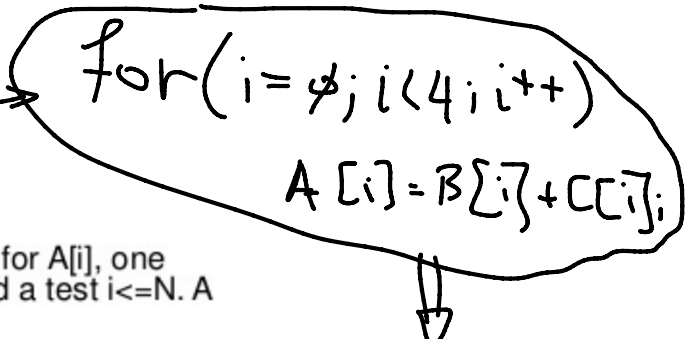 for(i=ø; i<4; i++)
A[i]=B[i]+C[i];
for A[i], one
d a test i<=N. A